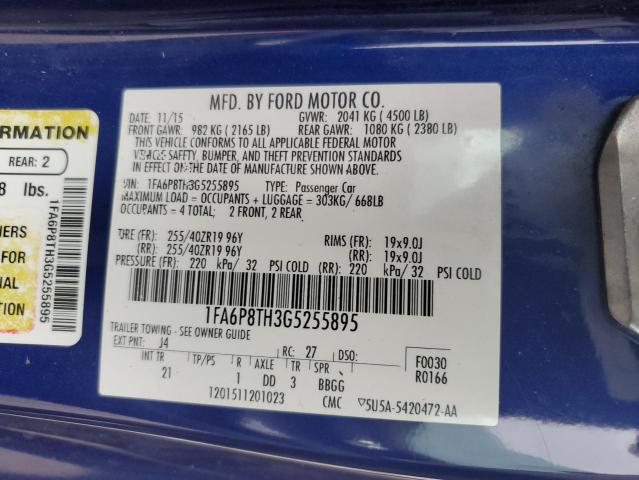 MFD. BY FORD MOTOR CO.
DATE: 11/15 GVWR: 2041 KG ( 4500 LB)
FRONT GAWR: 982 KG ( 2165 LB) REAR GAWR: 1080 KG ( 2380 LB)
THIS VEHICLE CONFORMS TO ALL APPLICABLE FEDERAL MOTOR
VEHICLE SAFETY, BUMPER, AND THEFT PREVENTION STANDARDS
IN EFFECT ON THE DATE OF MANUFACTURE SHOWN ABOVE.
VIN: 1FA6P8TH3G5255895 TYPE: Passenger Car
MAXIMUM LOAD = OCCUPANTS + LUGGAGE = 303KG/ 668LB
OCCUPANTS = 4 TOTAL; 2 FRONT, 2 REAR
TIRE (FR): 255/40ZR19 96Y RIMS (FR): 19x9.0J
(RR): 255/40ZR19 96Y (RR): 19x9.0J
PRESSURE (FR): 220 kPa/ 32 PSI COLD (RR): 220 kPa/ 32 PSI COLD
1FA6P8TH3G5255895
TRAILER TOWING - SEE OWNER GUIDE
EXT PNT: J4 RC: 27 DSO: F0030
INT TR TP/PS R AXLE TR SPR R0166
21 1 DD 3 BBGG
1201511201023 CMC 5U5A-5420472-AA
ORMATION
REAR: 2
8 lbs.
NERS
FOR
AL
TION
1FA6P8TH3G5255895